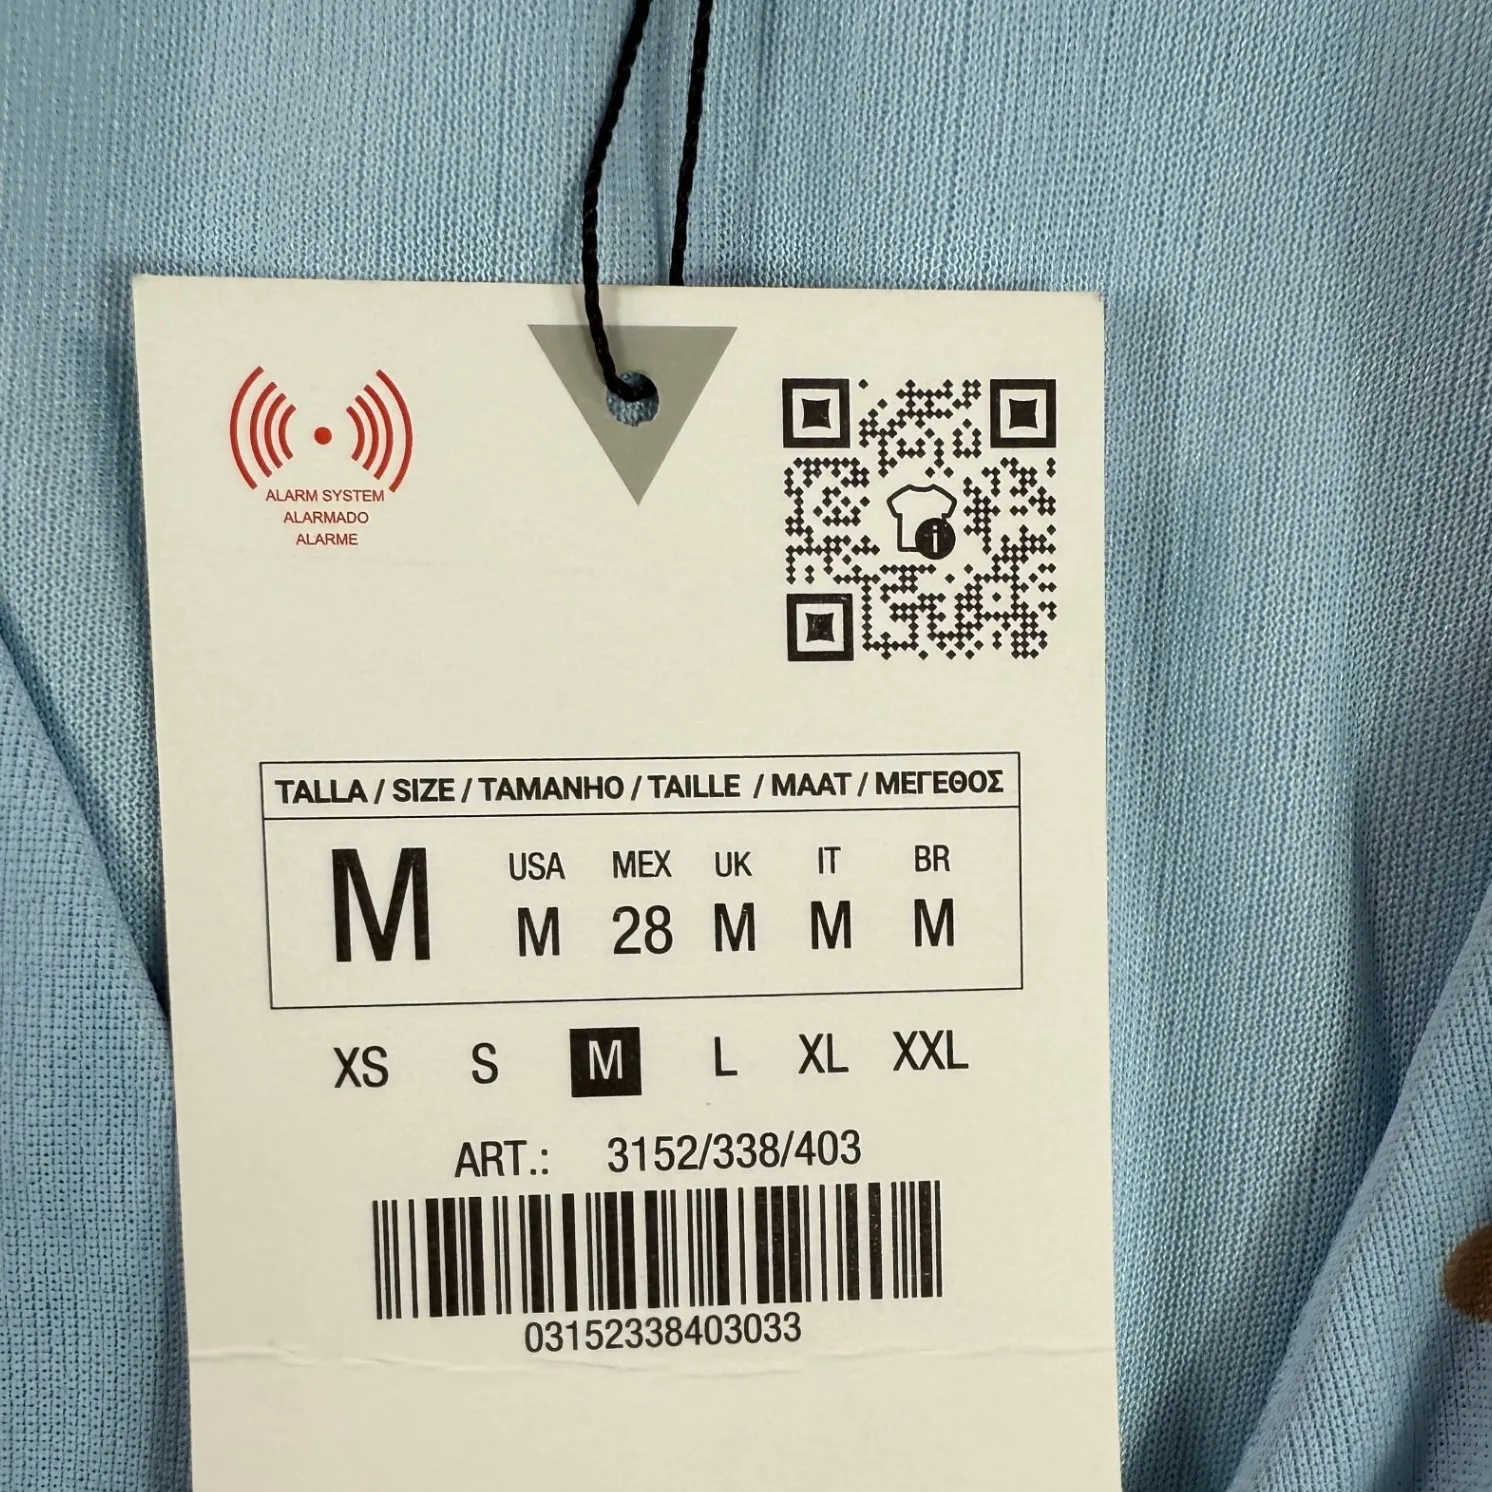 ALARM SYSTEM
ALARMADO
ALARME
TALLA / SIZE / TAMANHO / TAILLE / MAAT / ΜΕΓΕΘΟΣ
M
USA MEX UK IT BR
M 28 M M M
XS S M L XL XXL
ART.: 3152/338/403
03152338403033